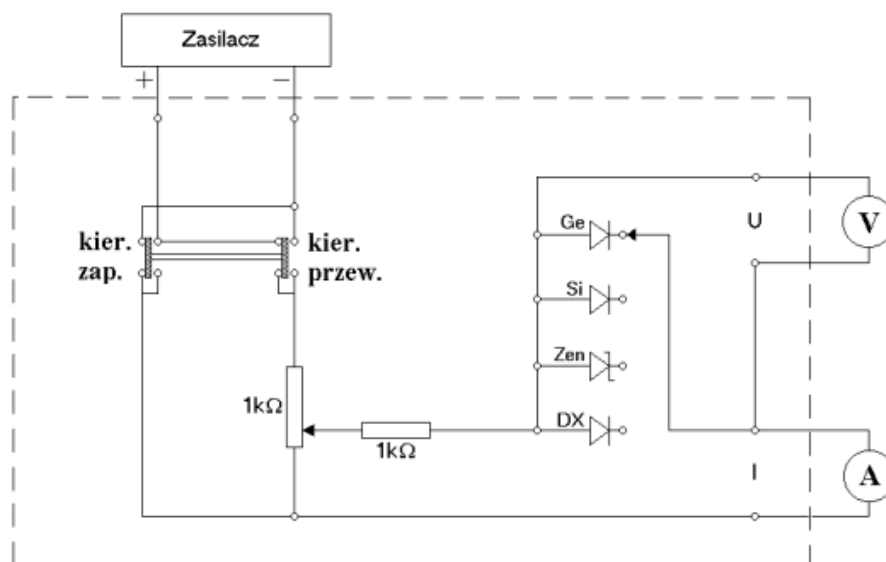 Zasilacz
+ −
kier. kier.
zap. przew.
Ge
U
V
Si
Zen
1kΩ
DX
1kΩ
I
A